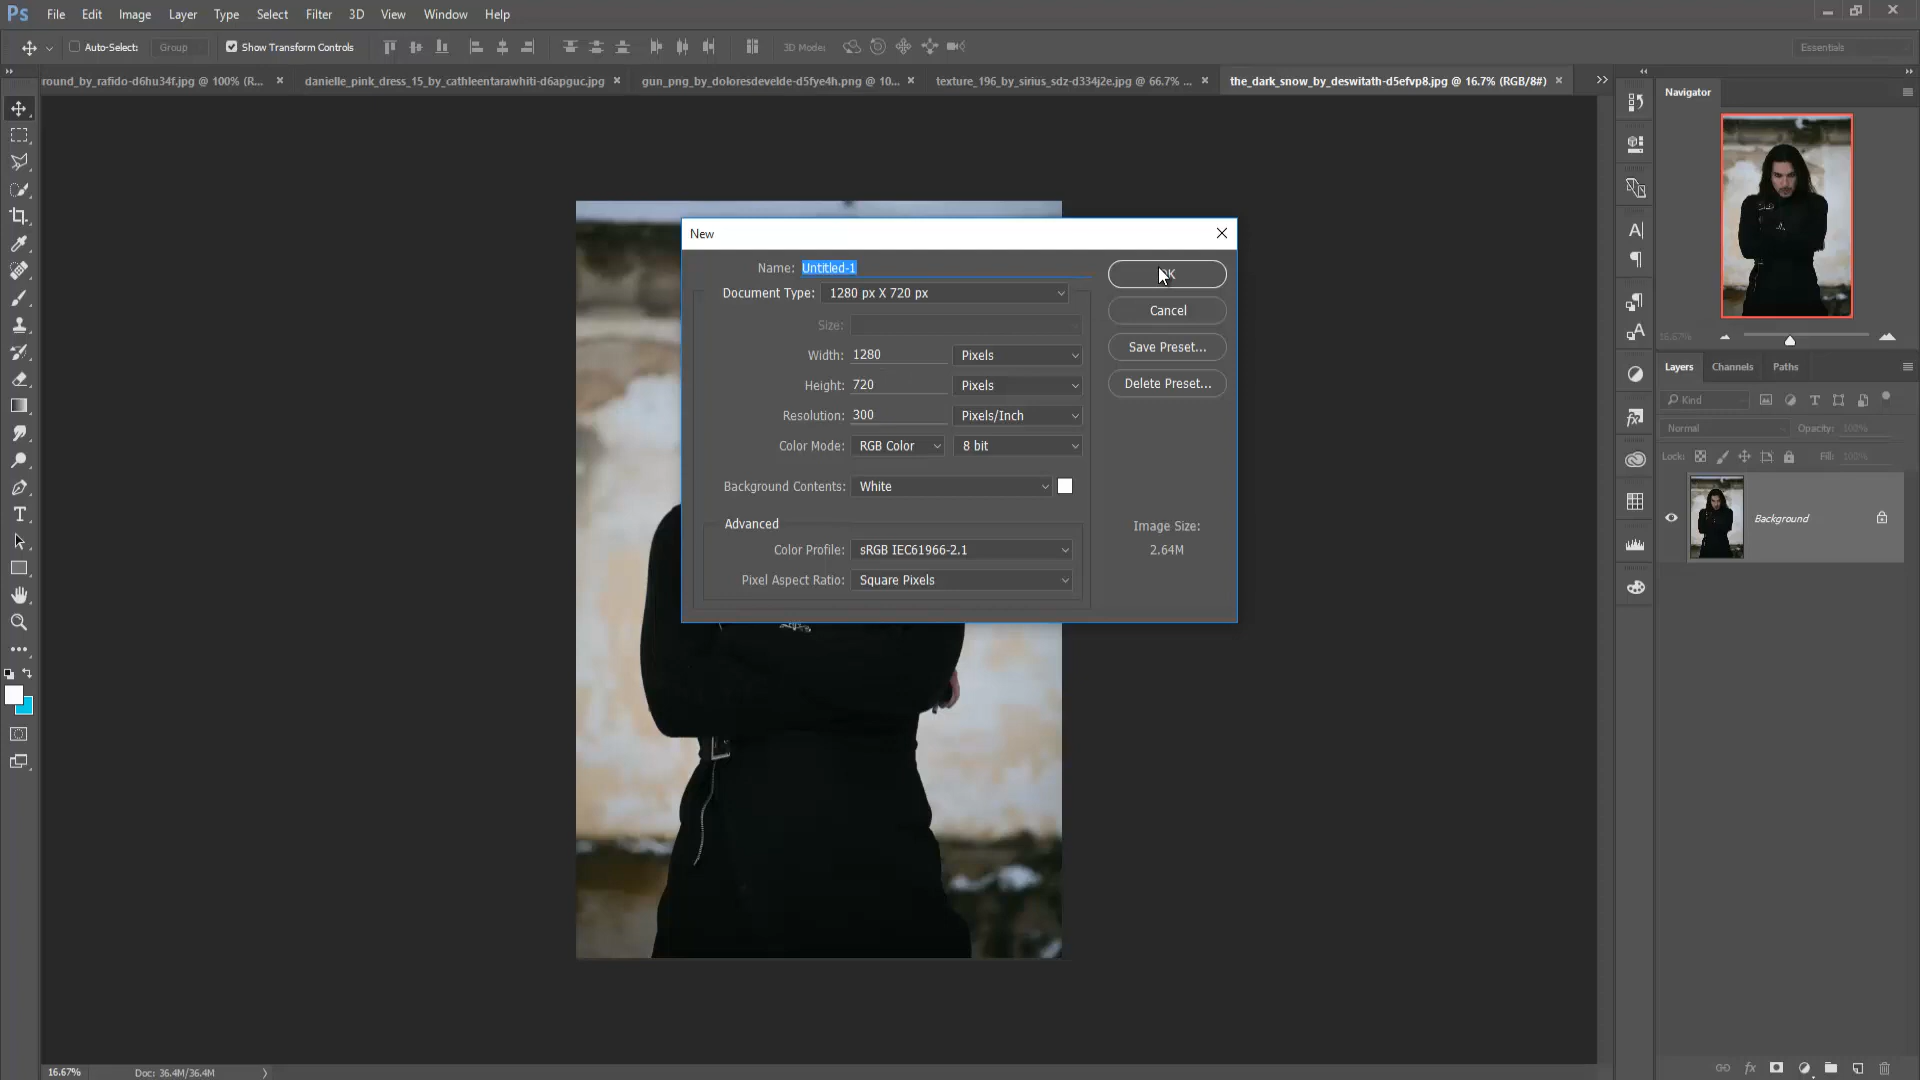 Ps File Edit Image Layer Type Select Filter 3D View Window Help
Auto-Select: Group Show Transform Controls 3D Mode: Essentials
round_by_rafido-d6hu34f.jpg @ 100% (R... × danielle_pink_dress_15_by_cathleentarawhiti-d6apguc.jpg × gun_png_by_doloresdevelde-d5fye4h.png @ 10... × texture_196_by_sirius_sdz-d334j2e.jpg @ 66.7% ... × the_dark_snow_by_deswitath-d5efvp8.jpg @ 16.7% (RGB/8#) ×
Navigator
16.67%
New
Name: Untitled-1
OK
Document Type: 1280 px X 720 px
Cancel
Size:
Width: 1280 Pixels
Save Preset...
Height: 720 Pixels
Delete Preset...
Resolution: 300 Pixels/Inch
Color Mode: RGB Color 8 bit
Background Contents: White
Advanced
Color Profile: sRGB IEC61966-2.1
Pixel Aspect Ratio: Square Pixels
Image Size:
2.64M
Layers Channels Paths
Kind
Normal Opacity: 100%
Lock: Fill: 100%
Background
16.67% Doc: 36.4M/36.4M